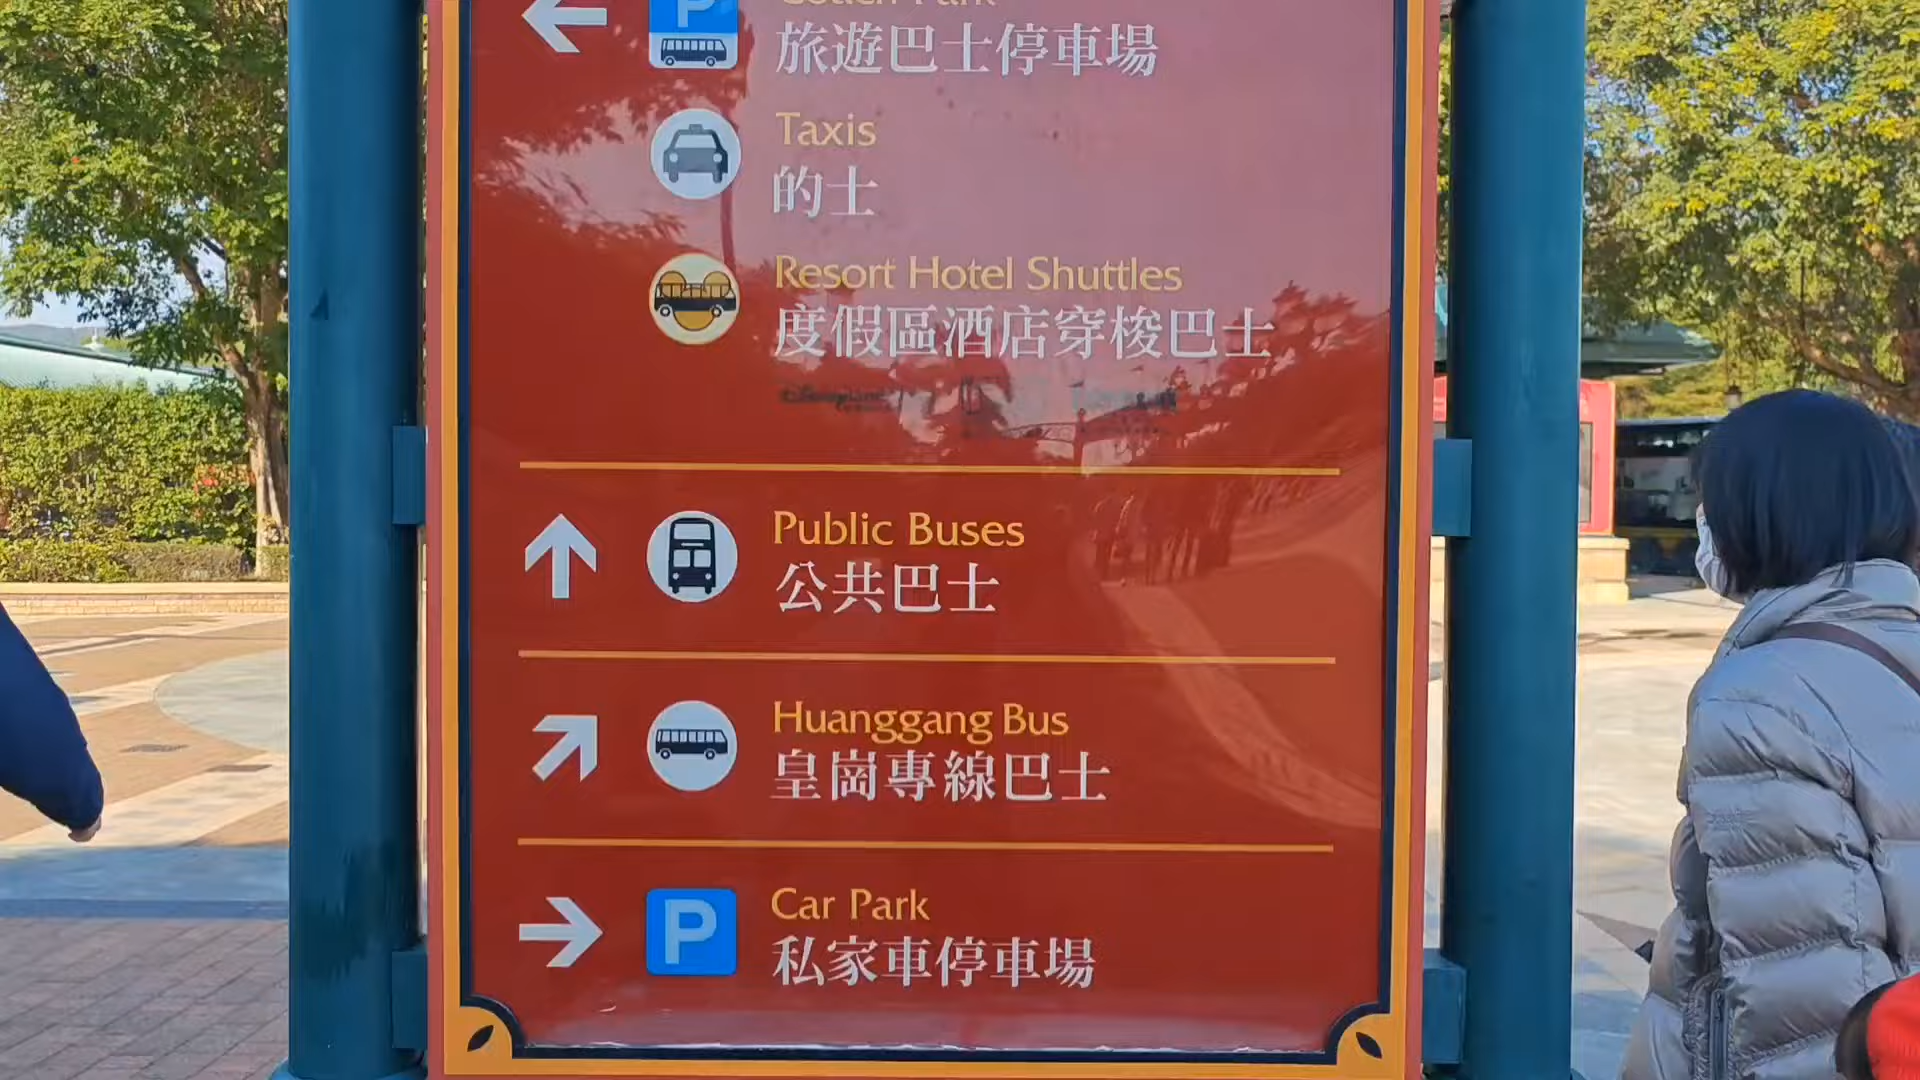 P
旅遊巴士停車場
Taxis
的士
Resort Hotel Shuttles
度假區酒店穿梭巴士
Public Buses
公共巴士
Huanggang Bus
皇崗專線巴士
P
Car Park
私家車停車場